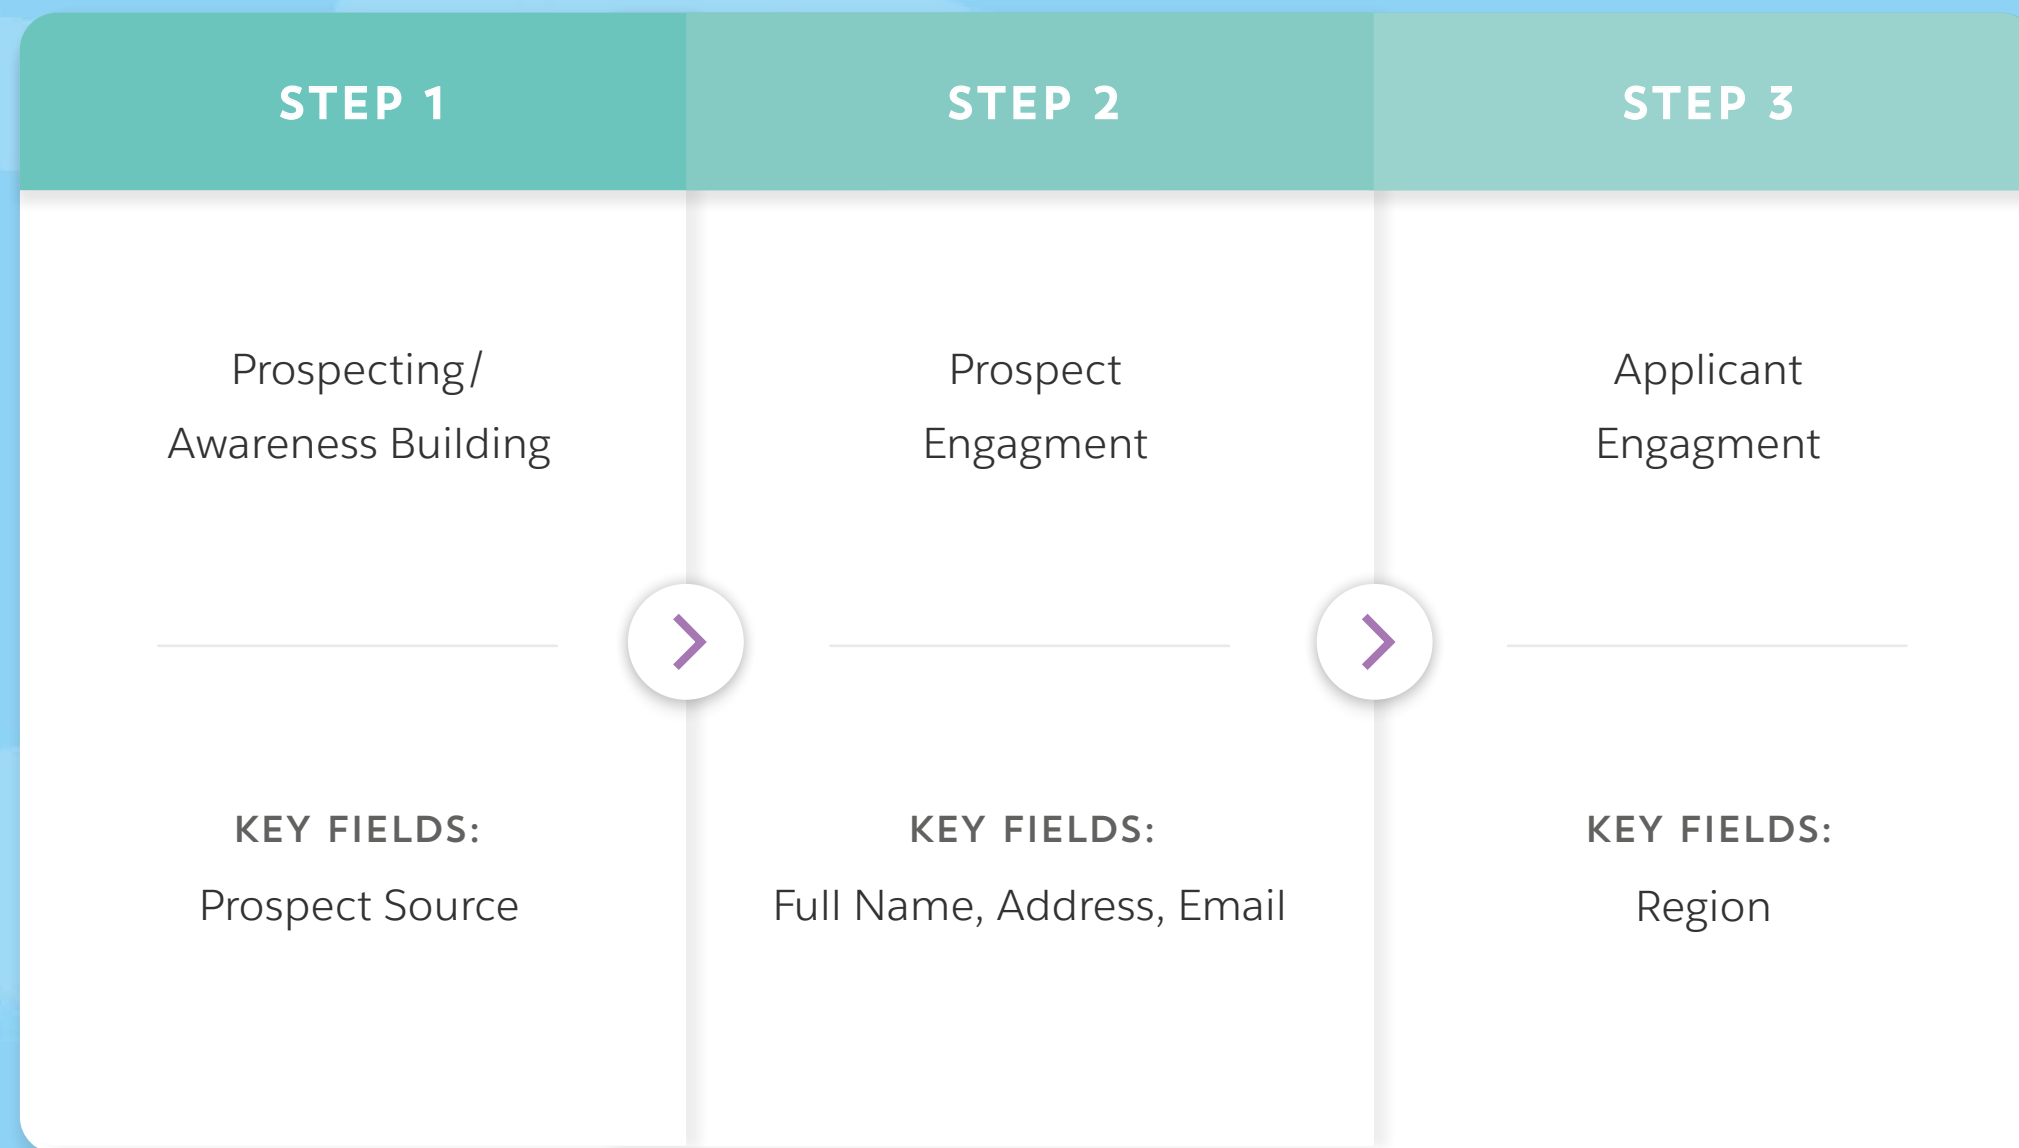 STEP 1
Prospecting/
Awareness Building
KEY FIELDS:
Prospect Source
STEP 2
Prospect
Engagment
KEY FIELDS:
Full Name, Address, Email
STEP 3
Applicant
Engagment
KEY FIELDS:
Region